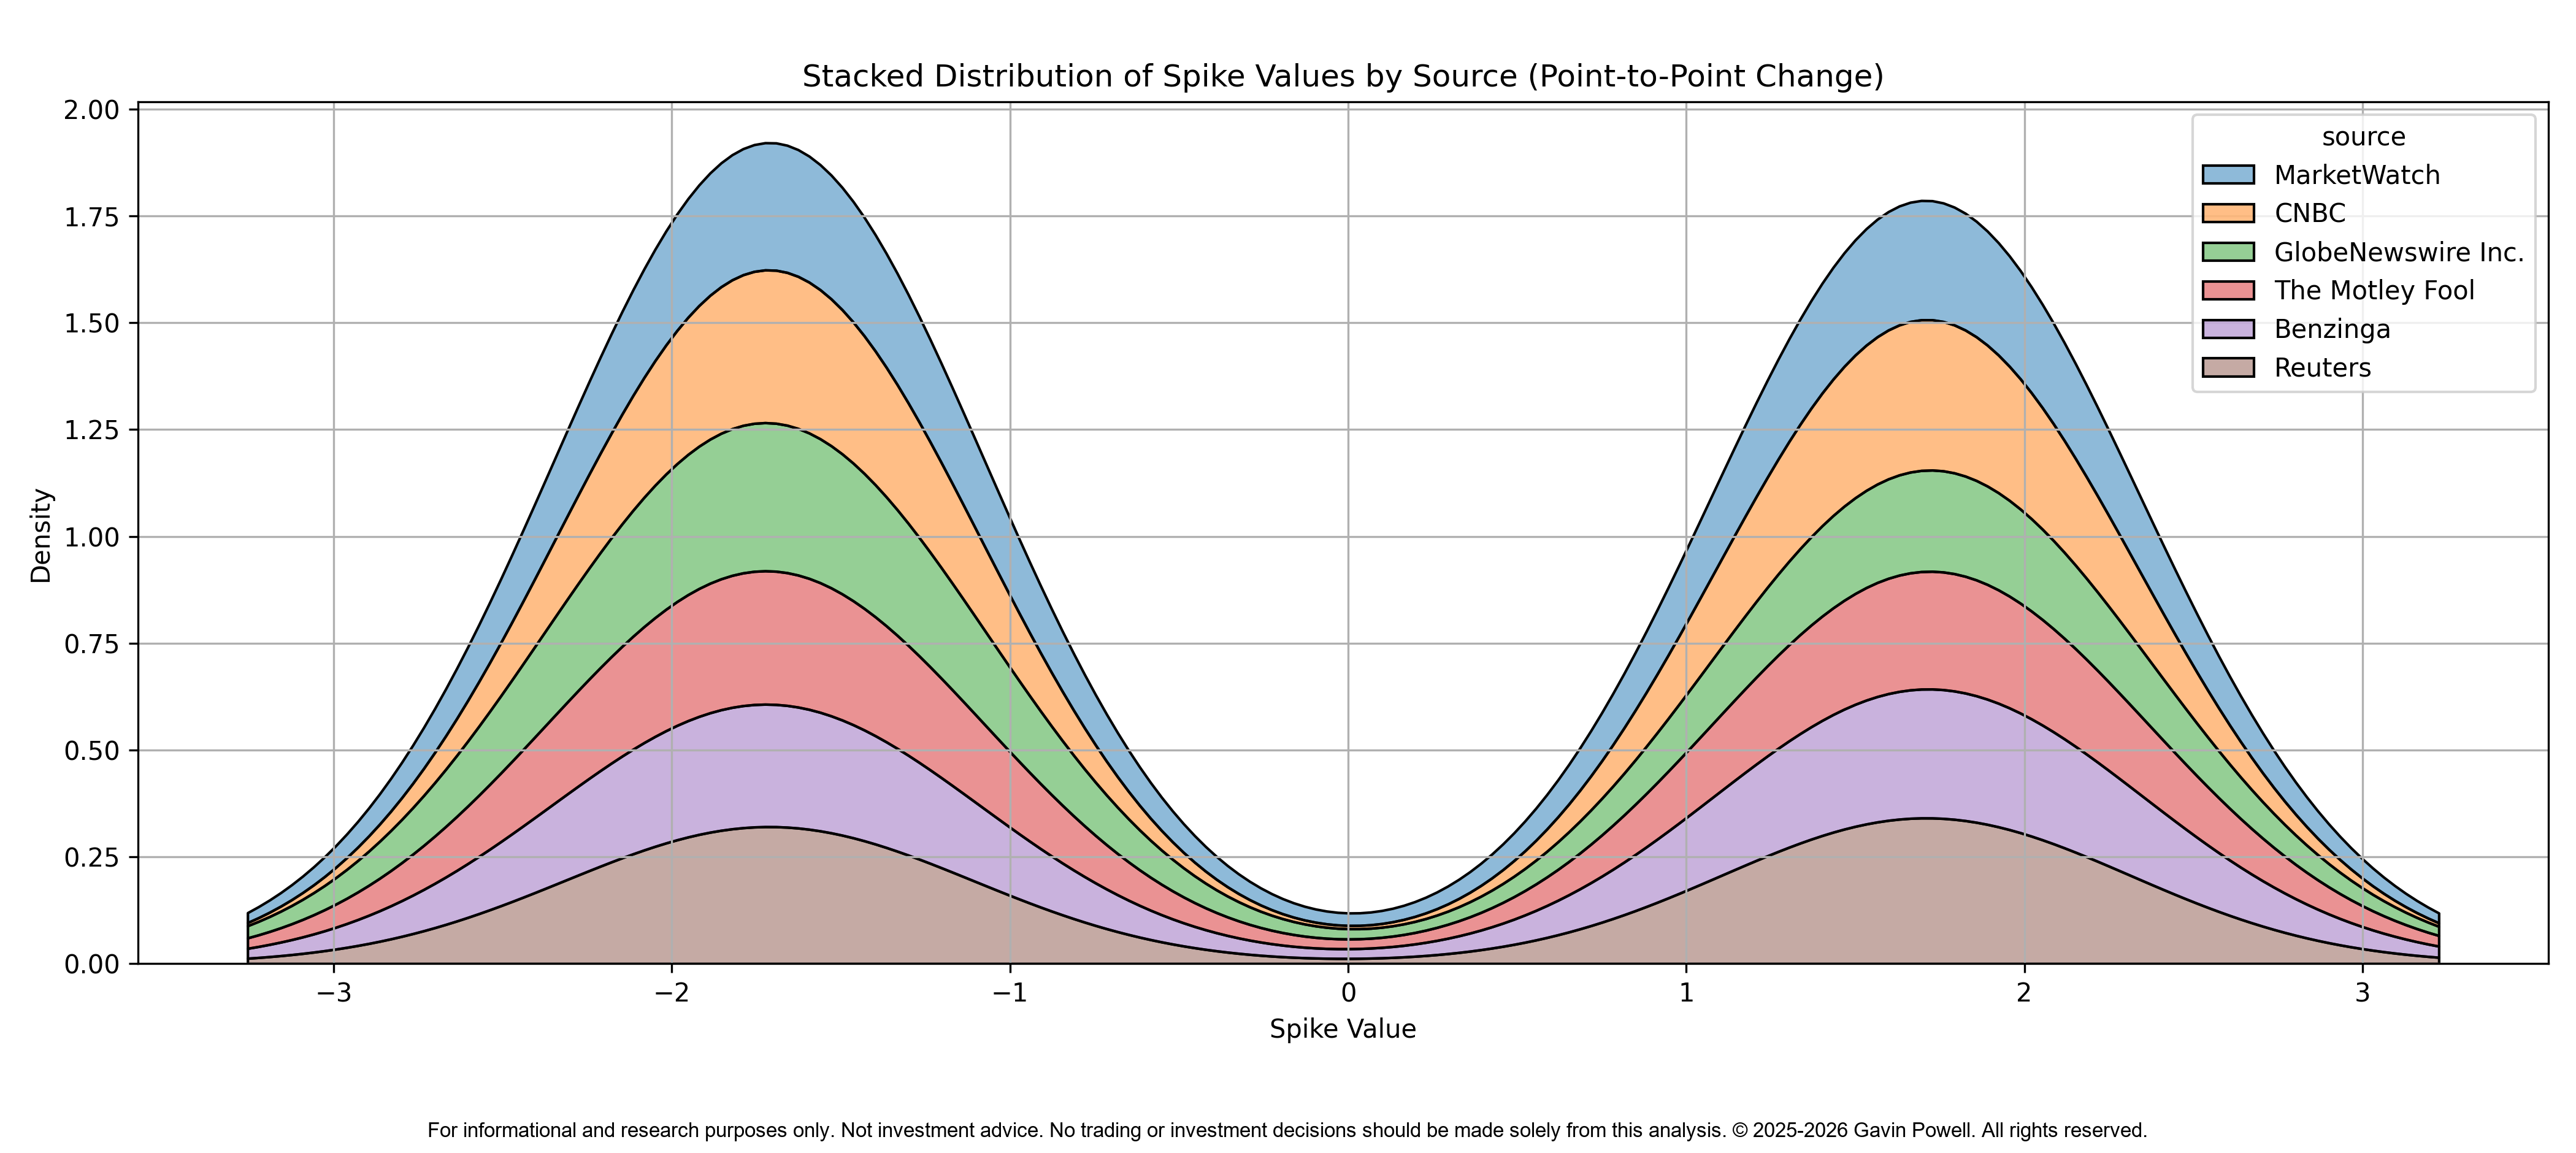 Stacked Distribution of Spike Values by Source (Point-to-Point Change)
2.00
1.75
1.50
1.25
1.00
0.75
0.50
0.25
0.00
Density
source
MarketWatch
CNBC
GlobeNewswire Inc.
The Motley Fool
Benzinga
Reuters
−3 −2 −1 0 1 2 3
Spike Value
For informational and research purposes only. Not investment advice. No trading or investment decisions should be made solely from this analysis. © 2025-2026 Gavin Powell. All rights reserved.